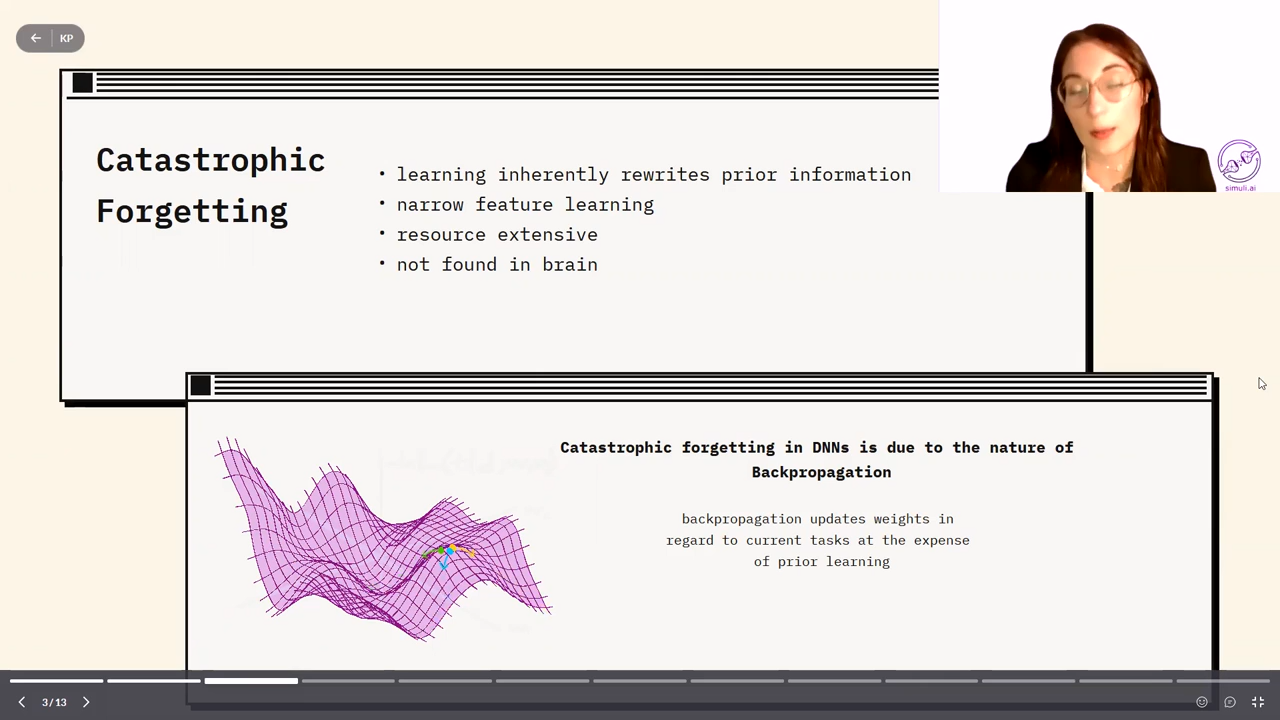 KP
Catastrophic
Forgetting
• learning inherently rewrites prior information
• narrow feature learning
• resource extensive
• not found in brain
simuli.ai
Catastrophic forgetting in DNNs is due to the nature of
Backpropagation
backpropagation updates weights in
regard to current tasks at the expense
of prior learning
3/13